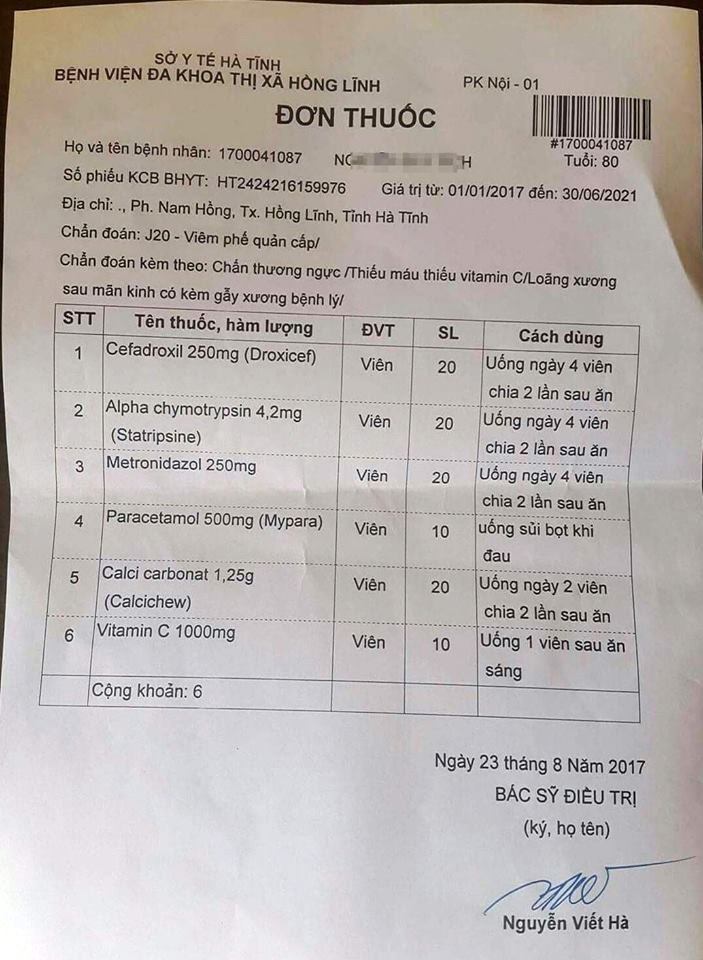 SỞ Y TẾ HÀ TĨNH
BỆNH VIỆN ĐA KHOA THỊ XÃ HỒNG LĨNH
PK Nội - 01
ĐƠN THUỐC
#1700041087
Họ và tên bệnh nhân: 1700041087
Tuổi: 80
Số phiếu KCB BHYT: HT2424216159976 Giá trị từ: 01/01/2017 đến: 30/06/2021
Địa chỉ: ., Ph. Nam Hồng, Tx. Hồng Lĩnh, Tỉnh Hà Tĩnh
Chẩn đoán: J20 - Viêm phế quản cấp/
Chẩn đoán kèm theo: Chấn thương ngực /Thiếu máu thiếu vitamin C/Loãng xương
sau mãn kinh có kèm gẫy xương bệnh lý/
STT Tên thuốc, hàm lượng ĐVT SL Cách dùng
1 Cefadroxil 250mg (Droxicef) Viên 20 Uống ngày 4 viên
chia 2 lần sau ăn
2 Alpha chymotrypsin 4,2mg Viên 20 Uống ngày 4 viên
(Statripsine) chia 2 lần sau ăn
3 Metronidazol 250mg Viên 20 Uống ngày 4 viên
chia 2 lần sau ăn
4 Paracetamol 500mg (Mypara) Viên 10 uống sủi bọt khi
đau
5 Calci carbonat 1,25g Viên 20 Uống ngày 2 viên
(Calcichew) chia 2 lần sau ăn
6 Vitamin C 1000mg Viên 10 Uống 1 viên sau ăn
sáng
Cộng khoản: 6
Ngày 23 tháng 8 Năm 2017
BÁC SỸ ĐIỀU TRỊ
(ký, họ tên)
Nguyễn Viết Hà